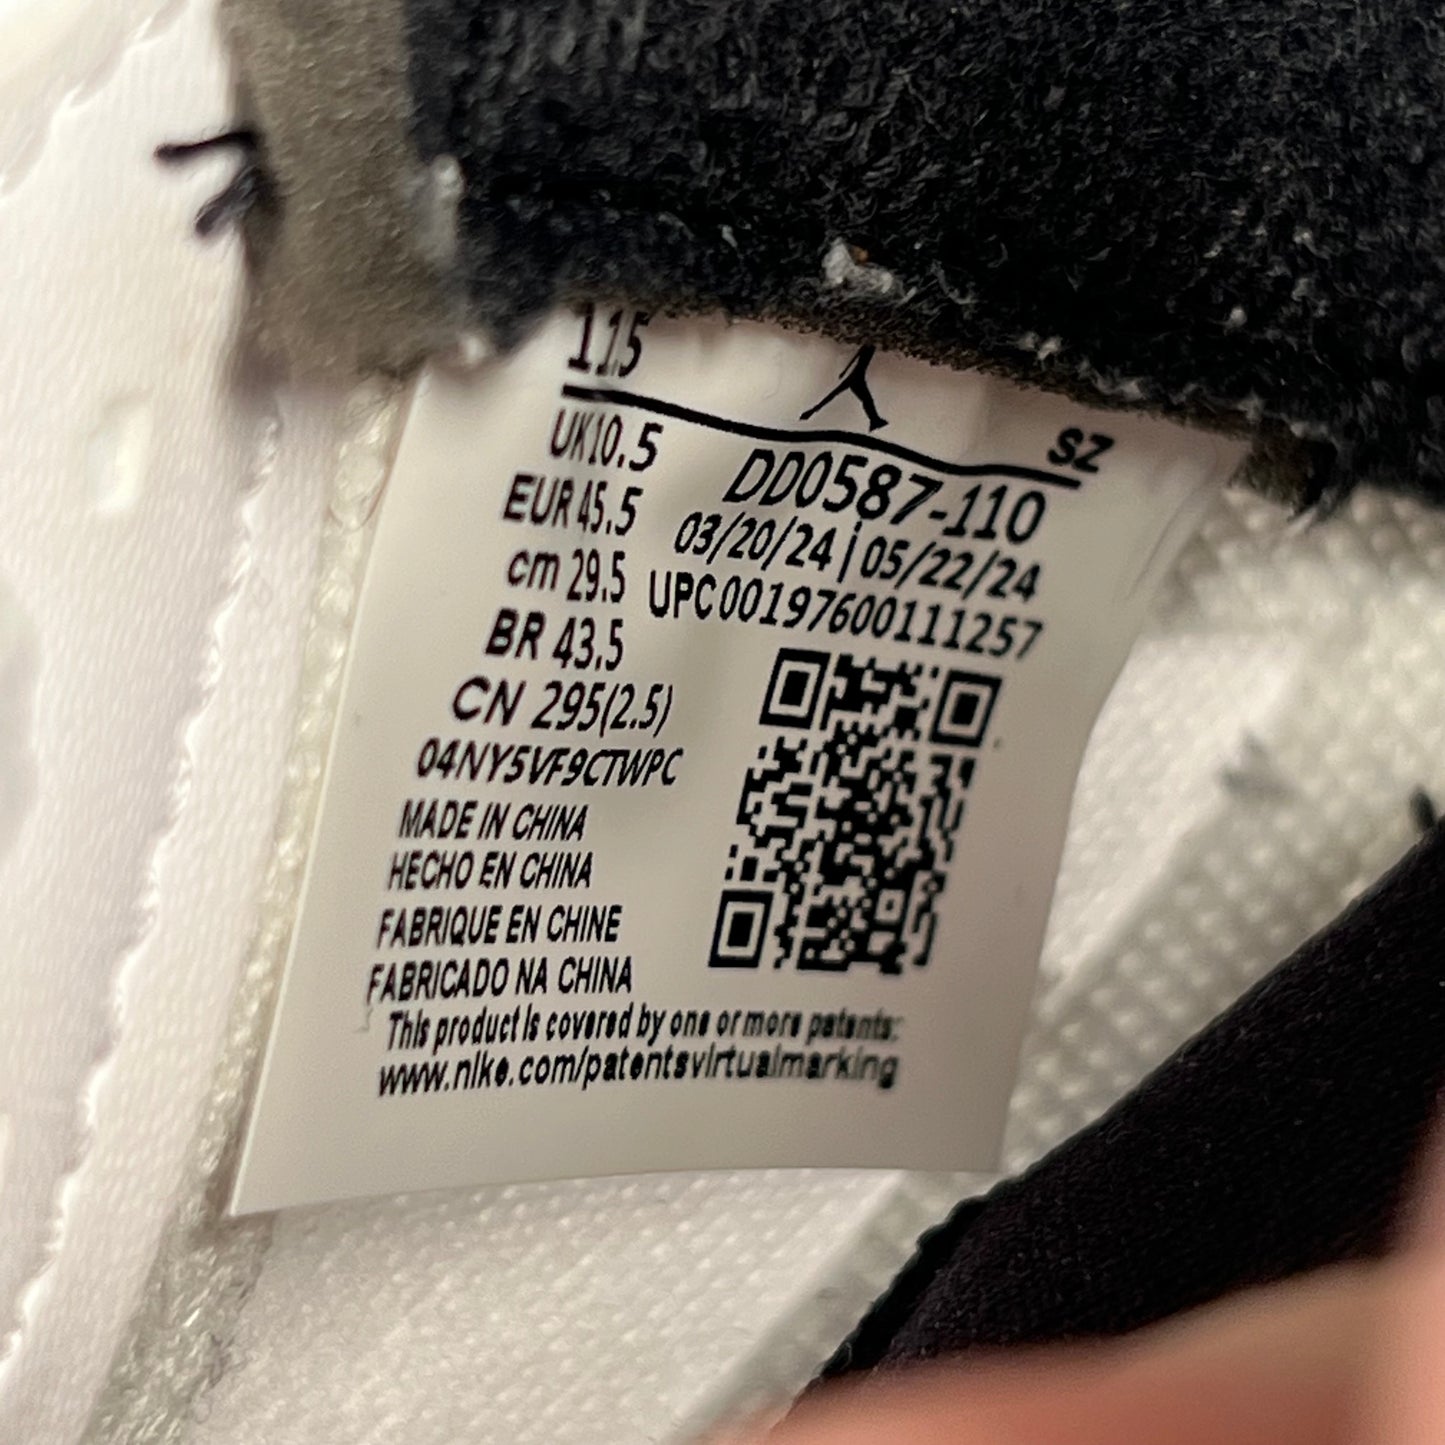 11.5
SZ
UK10.5
DD0587-110
EUR 45.5
03/20/24 | 05/22/24
cm 29.5
UPC00197600111257
BR 43.5
CN 295(2.5)
04NY5VF9CTWPC
MADE IN CHINA
HECHO EN CHINA
FABRIQUE EN CHINE
FABRICADO NA CHINA
This product is covered by one or more patents:
www.nike.com/patentsvirtualmarking